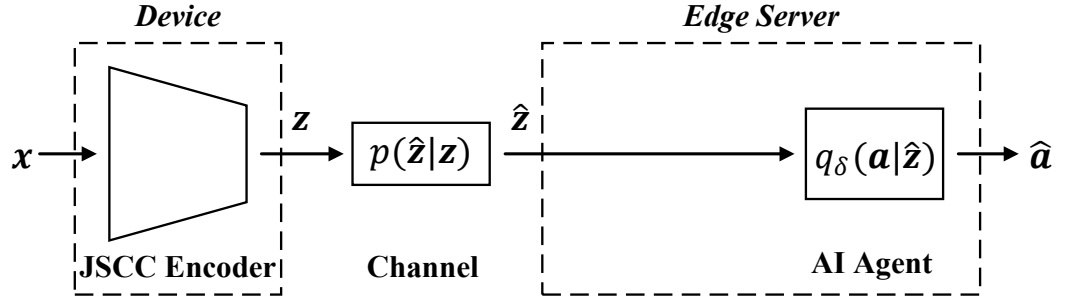 Device
Edge Server
x
z
p(ẑ|z)
ẑ
q_δ(a|ẑ)
â
JSCC Encoder
Channel
AI Agent